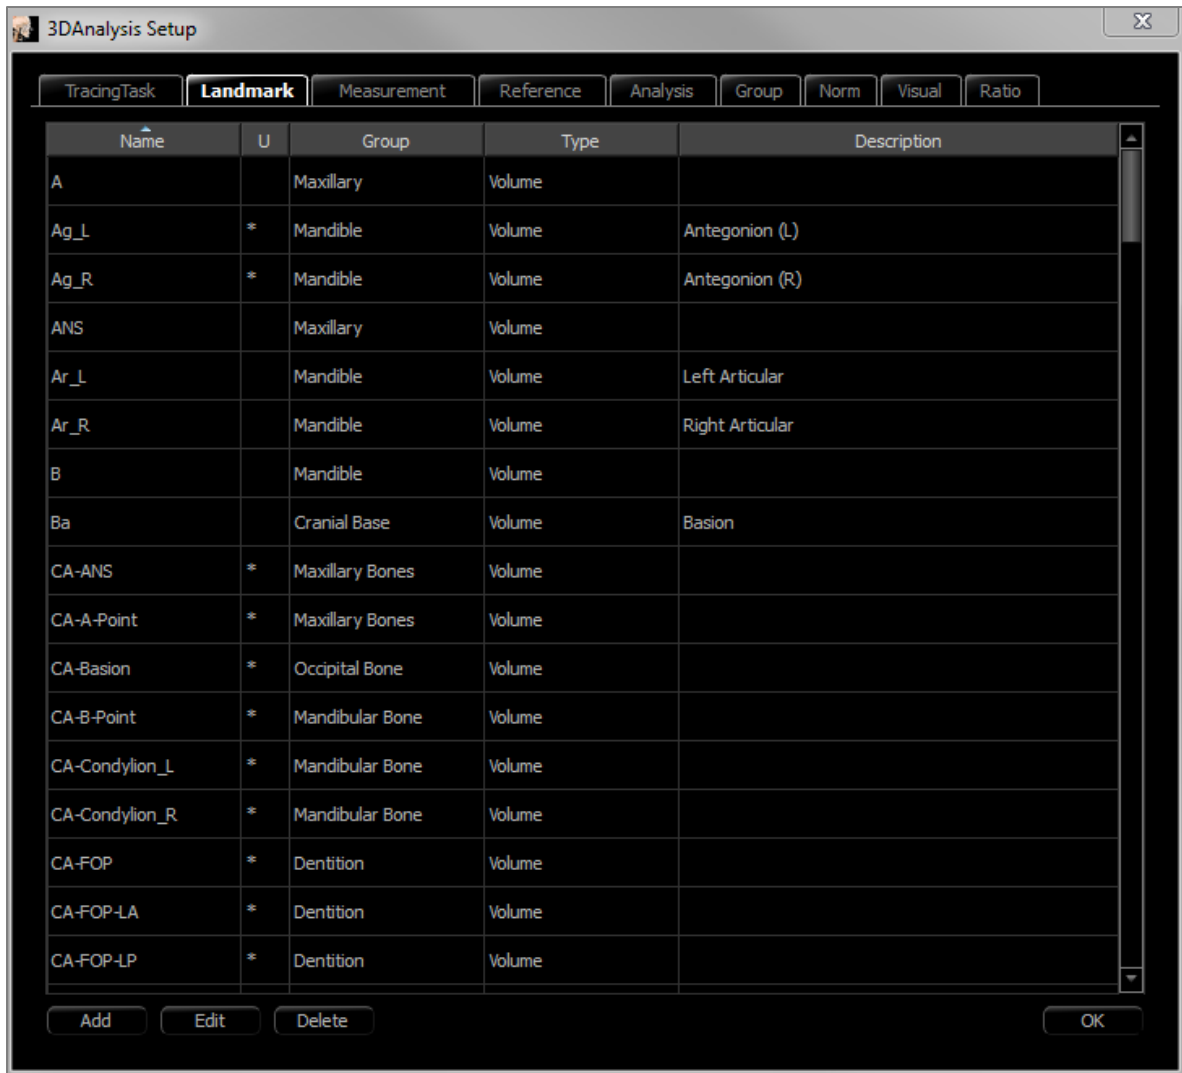 3DAnalysis Setup
TracingTask Landmark Measurement Reference Analysis Group Norm Visual Ratio
Name U Group Type Description
A Maxillary Volume
Ag_L * Mandible Volume Antegonion (L)
Ag_R * Mandible Volume Antegonion (R)
ANS Maxillary Volume
Ar_L Mandible Volume Left Articular
Ar_R Mandible Volume Right Articular
B Mandible Volume
Ba Cranial Base Volume Basion
CA-ANS * Maxillary Bones Volume
CA-A-Point * Maxillary Bones Volume
CA-Basion * Occipital Bone Volume
CA-B-Point * Mandibular Bone Volume
CA-Condylion_L * Mandibular Bone Volume
CA-Condylion_R * Mandibular Bone Volume
CA-FOP * Dentition Volume
CA-FOP-LA * Dentition Volume
CA-FOP-LP * Dentition Volume
Add Edit Delete OK